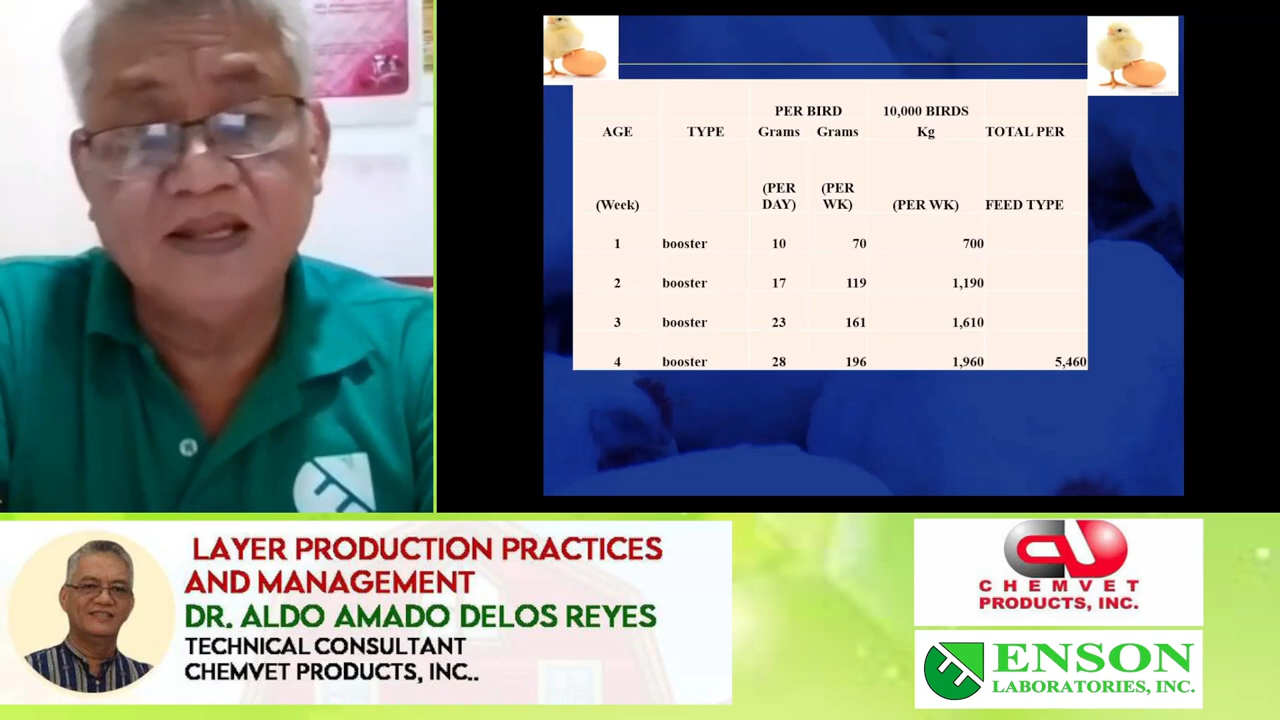 PER BIRD 10,000 BIRDS
AGE TYPE Grams Grams Kg TOTAL PER
(Week) (PER DAY) (PER WK) (PER WK) FEED TYPE
1 booster 10 70 700
2 booster 17 119 1,190
3 booster 23 161 1,610
4 booster 28 196 1,960 5,460
LAYER PRODUCTION PRACTICES
AND MANAGEMENT
DR. ALDO AMADO DELOS REYES
TECHNICAL CONSULTANT
CHEMVET PRODUCTS, INC..
CHEMVET
PRODUCTS, INC.
ENSON
LABORATORIES, INC.